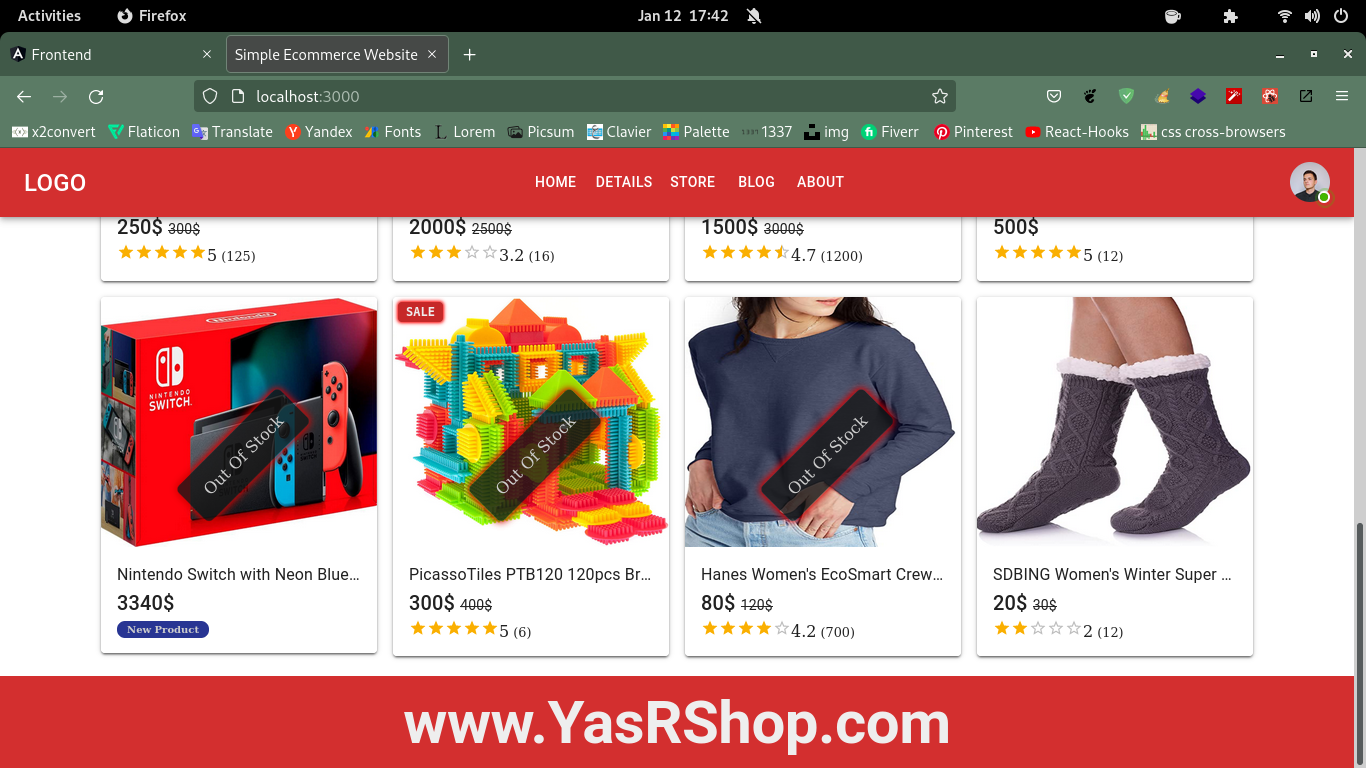 Activities Firefox Jan 12 17:42
Frontend × Simple Ecommerce Website × +
localhost:3000
x2convert Flaticon Translate Yandex Fonts Lorem Picsum Clavier Palette 1337 1337 img Fiverr Pinterest React-Hooks css cross-browsers
LOGO HOME DETAILS STORE BLOG ABOUT
250$ 300$ 2000$ 2500$ 1500$ 3000$ 500$
5 (125) 3.2 (16) 4.7 (1200) 5 (12)
SALE
Nintendo
NINTENDO
SWITCH
Out Of Stock Out Of Stock Out Of Stock
Nintendo Switch with Neon Blue… PicassoTiles PTB120 120pcs Br… Hanes Women's EcoSmart Crew… SDBING Women's Winter Super …
3340$ 300$ 400$ 80$ 120$ 20$ 30$
New Product 5 (6) 4.2 (700) 2 (12)
www.YasRShop.com